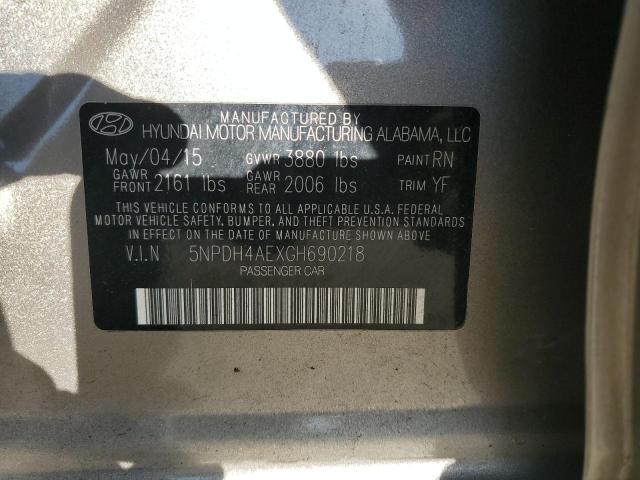 MANUFACTURED BY
HYUNDAI MOTOR MANUFACTURING ALABAMA, LLC
May/04/15 GVWR 3880 lbs PAINT RN
GAWR FRONT 2161 lbs GAWR REAR 2006 lbs TRIM YF
THIS VEHICLE CONFORMS TO ALL APPLICABLE U.S.A. FEDERAL
MOTOR VEHICLE SAFETY, BUMPER, AND THEFT PREVENTION STANDARDS
IN EFFECT ON THE DATE OF MANUFACTURE SHOWN ABOVE.
V.I.N 5NPDH4AEXGH690218
PASSENGER CAR